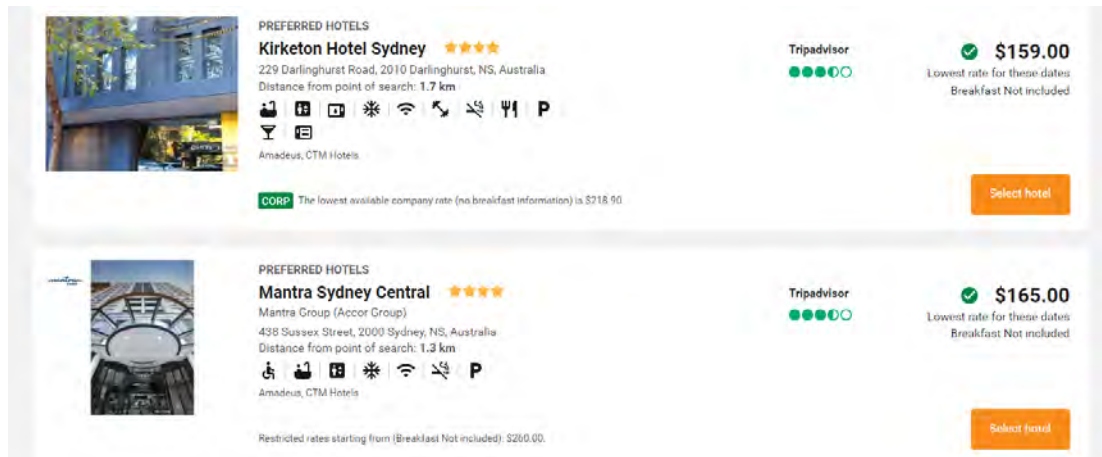 PREFERRED HOTELS
Kirketon Hotel Sydney
229 Darlinghurst Road, 2010 Darlinghurst, NS, Australia
Distance from point of search: 1.7 km
P
Amadeus, CTM Hotels
CORP The lowest available company rate (no breakfast information) is $218.90
Tripadvisor
$159.00
Lowest rate for these dates
Breakfast Not included
Select hotel
PREFERRED HOTELS
Mantra Sydney Central
Mantra Group (Accor Group)
438 Sussex Street, 2000 Sydney, NS, Australia
Distance from point of search: 1.3 km
P
Amadeus, CTM Hotels
Restricted rates starting from (Breakfast Not included): $260.00.
Tripadvisor
$165.00
Lowest rate for these dates
Breakfast Not included
Select hotel